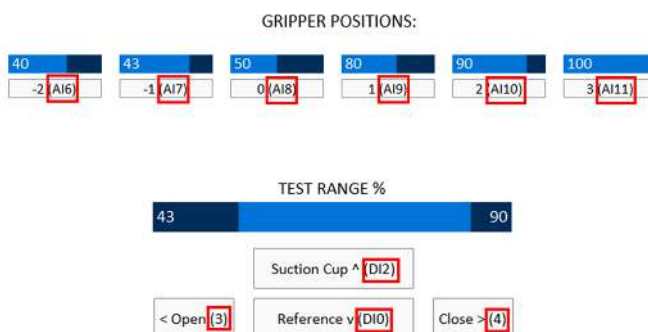 GRIPPER POSITIONS:
40 43 50 80 90 100
-2 (AI6) -1 (AI7) 0 (AI8) 1 (AI9) 2 (AI10) 3 (AI11)
TEST RANGE %
43 90
Suction Cup ^ (DI2)
< Open (3) Reference v (DI0) Close > (4)